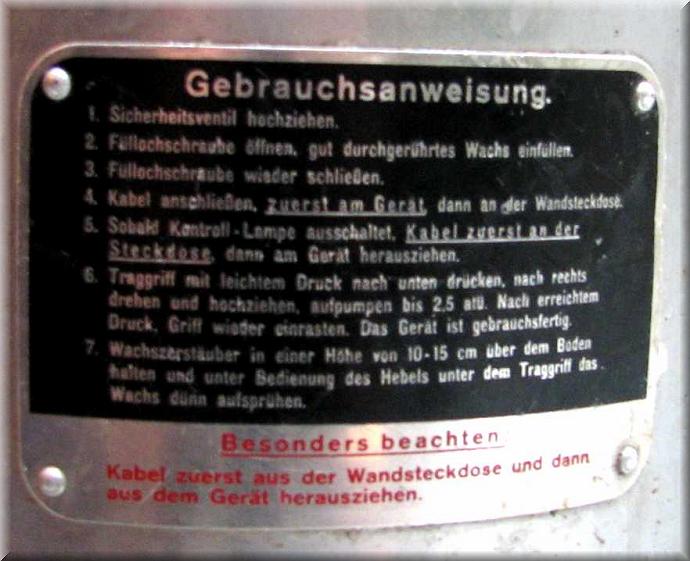 Gebrauchsanweisung.
1. Sicherheitsventil hochziehen.
2. Füllochschraube öffnen, gut durchgerührtes Wachs einfüllen.
3. Füllochschraube wieder schließen.
4. Kabel anschließen, zuerst am Gerät, dann an der Wandsteckdose.
5. Sobald Kontroll-Lampe ausschaltet, Kabel zuerst an der
Steckdose, dann am Gerät herausziehen.
6. Traggriff mit leichtem Druck nach unten drücken, nach rechts
drehen und hochziehen, aufpumpen bis 2,5 atü. Nach erreichtem
Druck, Griff wieder einrasten. Das Gerät ist gebrauchsfertig.
7. Wachszerstäuber in einer Höhe von 10-15 cm über dem Boden
halten und unter Bedienung des Hebels unter dem Traggriff das
Wachs dünn aufsprühen.
Besonders beachten
Kabel zuerst aus der Wandsteckdose und dann
aus dem Gerät herausziehen.